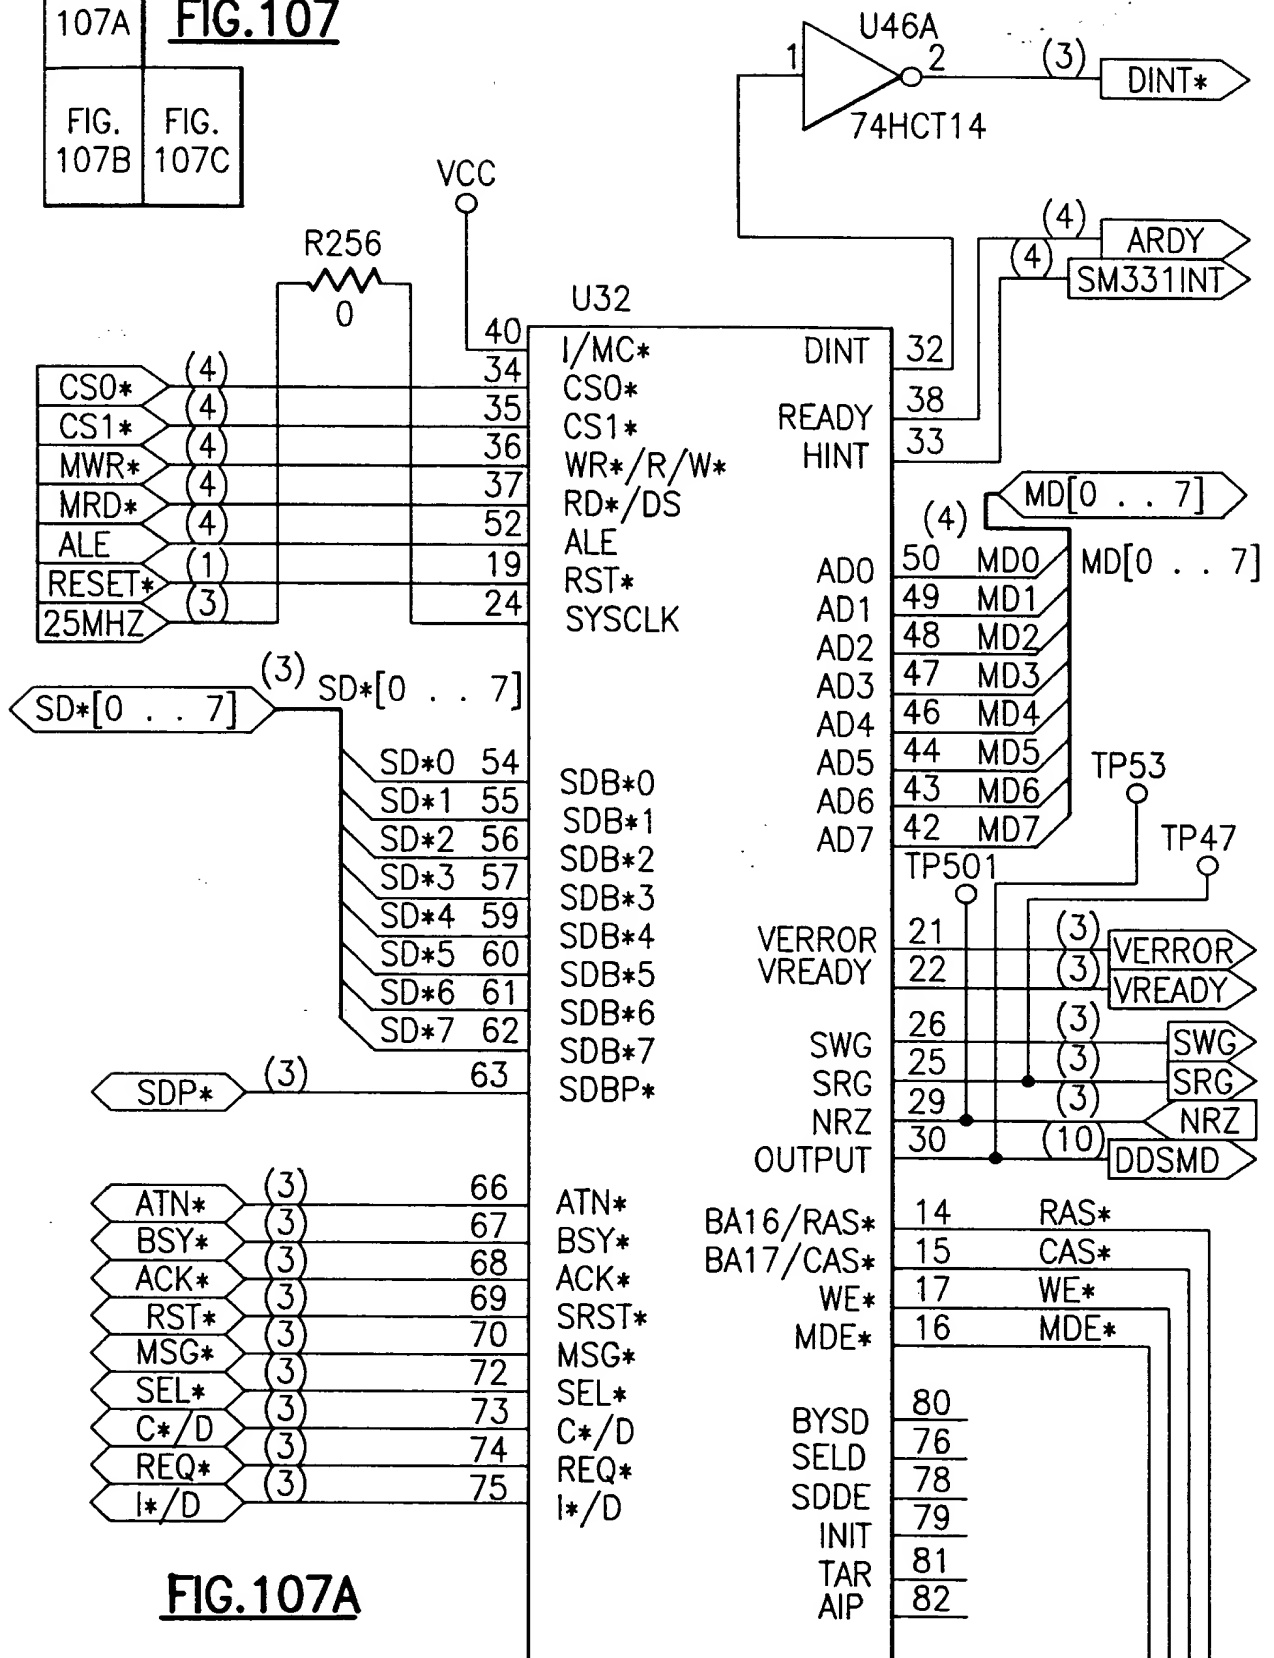 107A FIG.107
FIG. 107B
FIG. 107C
U46A
1
2
(3)
DINT*
74HCT14
VCC
R256
0
(4)
ARDY
(4)
SM331INT
U32
40 I/MC*
CS0* (4) 34 CS0*
CS1* (4) 35 CS1*
MWR* (4) 36 WR*/R/W*
MRD* (4) 37 RD*/DS
ALE (4) 52 ALE
RESET* (1) 19 RST*
25MHZ (3) 24 SYSCLK
DINT 32
READY 38
HINT 33
MD[0 . . 7]
(4)
MD[0 . . 7]
AD0 50 MD0
AD1 49 MD1
AD2 48 MD2
AD3 47 MD3
AD4 46 MD4
AD5 44 MD5
AD6 43 MD6
AD7 42 MD7
SD*[0 . . 7] (3) SD*[0 . . 7]
SD*0 54 SDB*0
SD*1 55 SDB*1
SD*2 56 SDB*2
SD*3 57 SDB*3
SD*4 59 SDB*4
SD*5 60 SDB*5
SD*6 61 SDB*6
SD*7 62 SDB*7
SDP* (3) 63 SDBP*
TP53
TP47
TP501
VERROR 21 (3) VERROR
VREADY 22 (3) VREADY
SWG 26 (3) SWG
SRG 25 (3) SRG
NRZ 29 (3) NRZ
OUTPUT 30 (10) DDSMD
ATN* (3) 66 ATN*
BSY* (3) 67 BSY*
ACK* (3) 68 ACK*
RST* (3) 69 SRST*
MSG* (3) 70 MSG*
SEL* (3) 72 SEL*
C*/D (3) 73 C*/D
REQ* (3) 74 REQ*
I*/D (3) 75 I*/D
BA16/RAS* 14 RAS*
BA17/CAS* 15 CAS*
WE* 17 WE*
MDE* 16 MDE*
BYSD 80
SELD 76
SDDE 78
INIT 79
TAR 81
AIP 82
FIG.107A